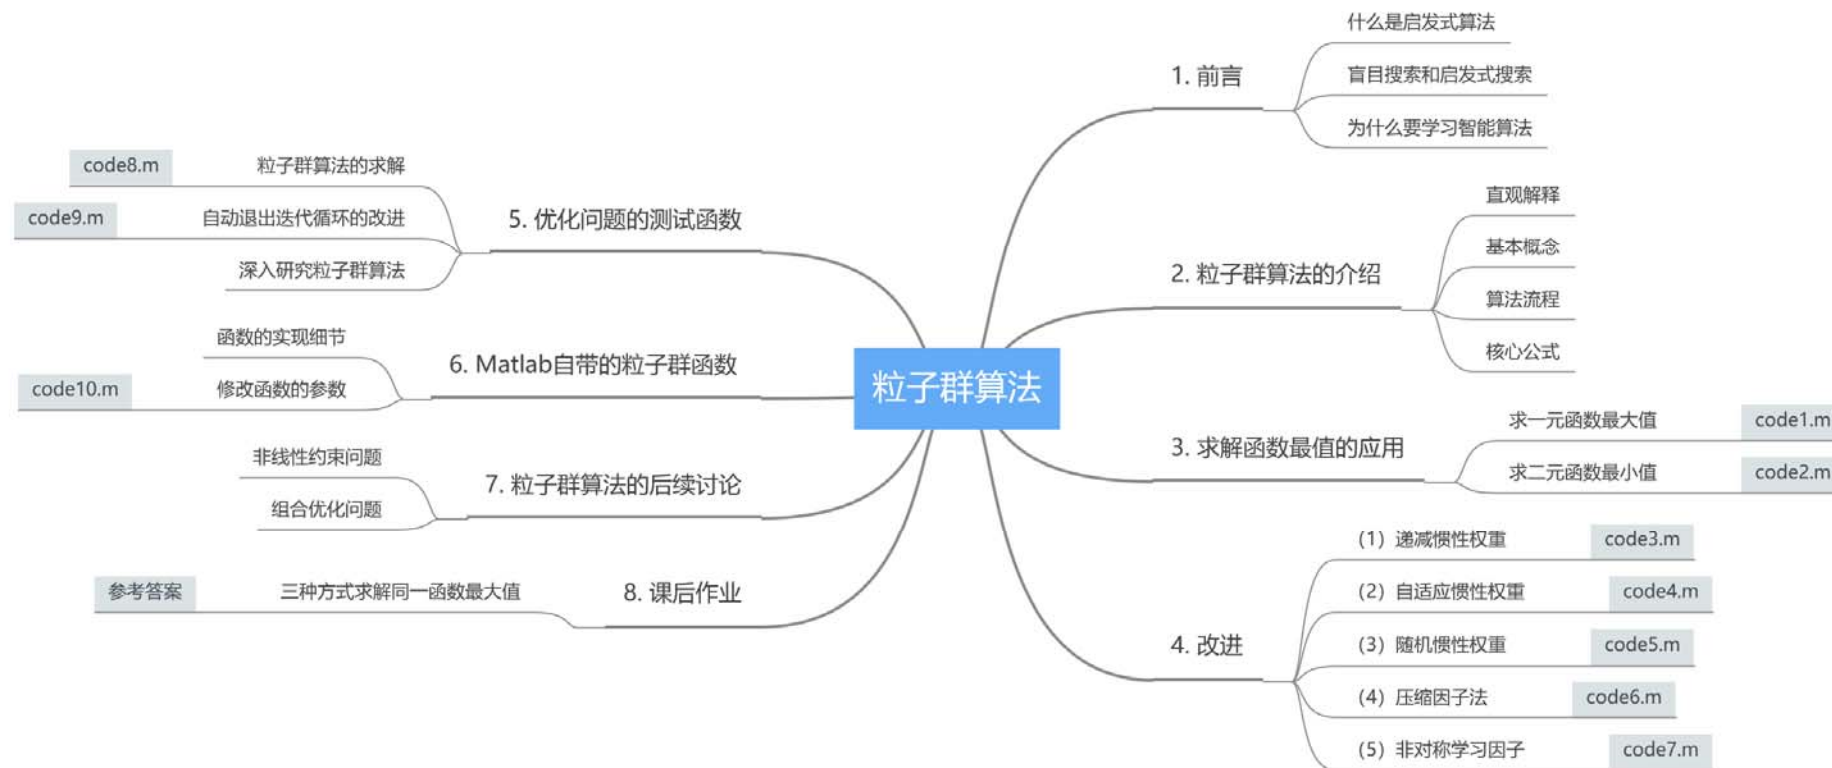 粒子群算法
1. 前言
什么是启发式算法
盲目搜索和启发式搜索
为什么要学习智能算法
2. 粒子群算法的介绍
直观解释
基本概念
算法流程
核心公式
3. 求解函数最值的应用
求一元函数最大值 code1.m
求二元函数最小值 code2.m
4. 改进
(1) 递减惯性权重 code3.m
(2) 自适应惯性权重 code4.m
(3) 随机惯性权重 code5.m
(4) 压缩因子法 code6.m
(5) 非对称学习因子 code7.m
5. 优化问题的测试函数
粒子群算法的求解 code8.m
自动退出迭代循环的改进 code9.m
深入研究粒子群算法
6. Matlab自带的粒子群函数
函数的实现细节
修改函数的参数 code10.m
7. 粒子群算法的后续讨论
非线性约束问题
组合优化问题
8. 课后作业
三种方式求解同一函数最大值 参考答案